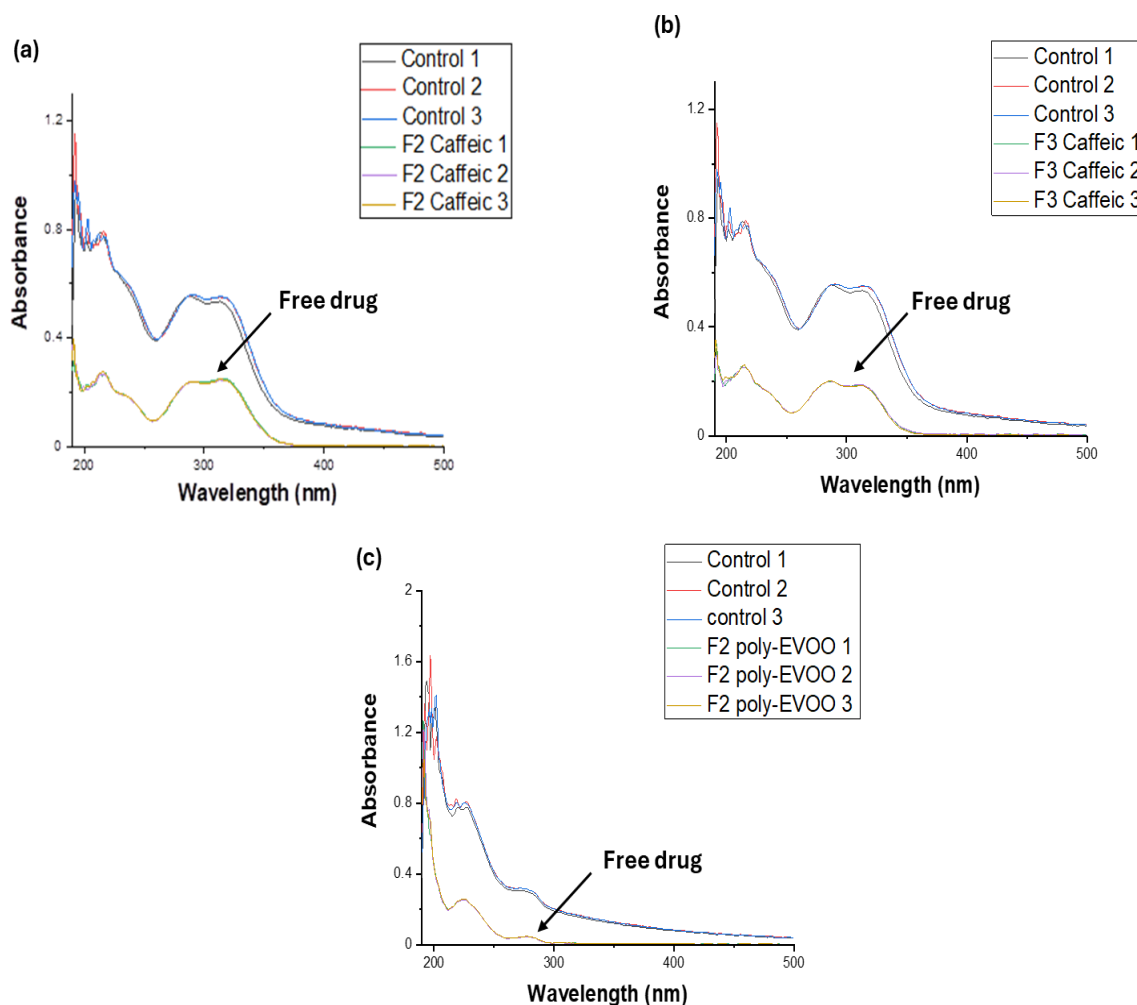 (a)
Control 1
Control 2
Control 3
F2 Caffeic 1
F2 Caffeic 2
F2 Caffeic 3
1.2
0.8
0.4
0
Absorbance
Free drug
200
300
400
500
Wavelength (nm)
(b)
Control 1
Control 2
Control 3
F3 Caffeic 1
F3 Caffeic 2
F3 Caffeic 3
1.2
0.8
0.4
0
Absorbance
Free drug
200
300
400
500
Wavelength (nm)
(c)
Control 1
Control 2
control 3
F2 poly-EVOO 1
F2 poly-EVOO 2
F2 poly-EVOO 3
2
1.6
1.2
0.8
0.4
0
Absorbance
Free drug
200
300
400
500
Wavelength (nm)